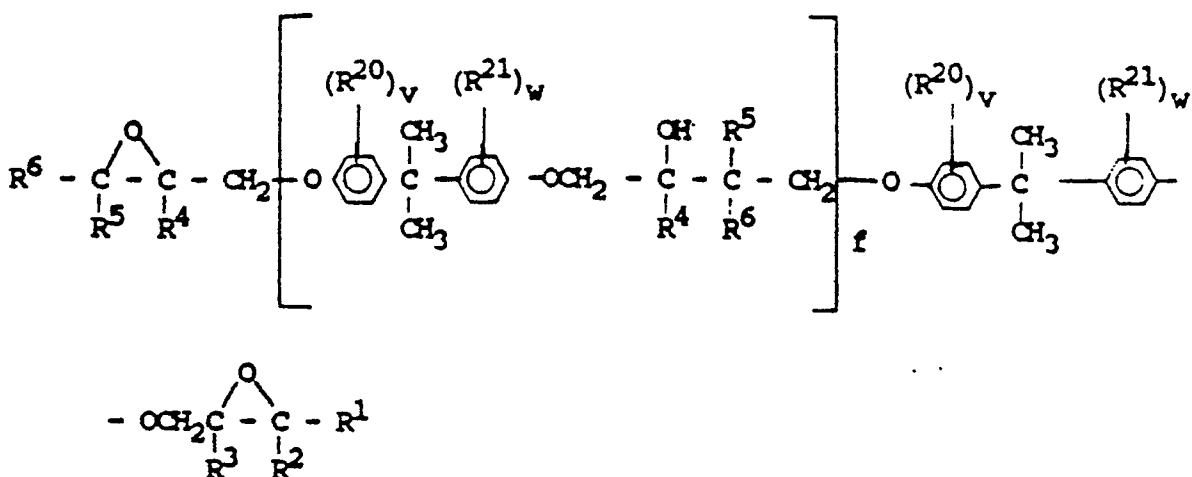 (R²⁰)v (R²¹)w (R²⁰)v (R²¹)w
O CH₃ OH R⁵ CH₃
R⁶ - C - C - CH₂ - O C - OCH₂ - C - C - CH₂ - O - C -
R⁵ R⁴ CH₃ R⁴ R⁶ f CH₃
O
- OCH₂C - C - R¹
R³ R²